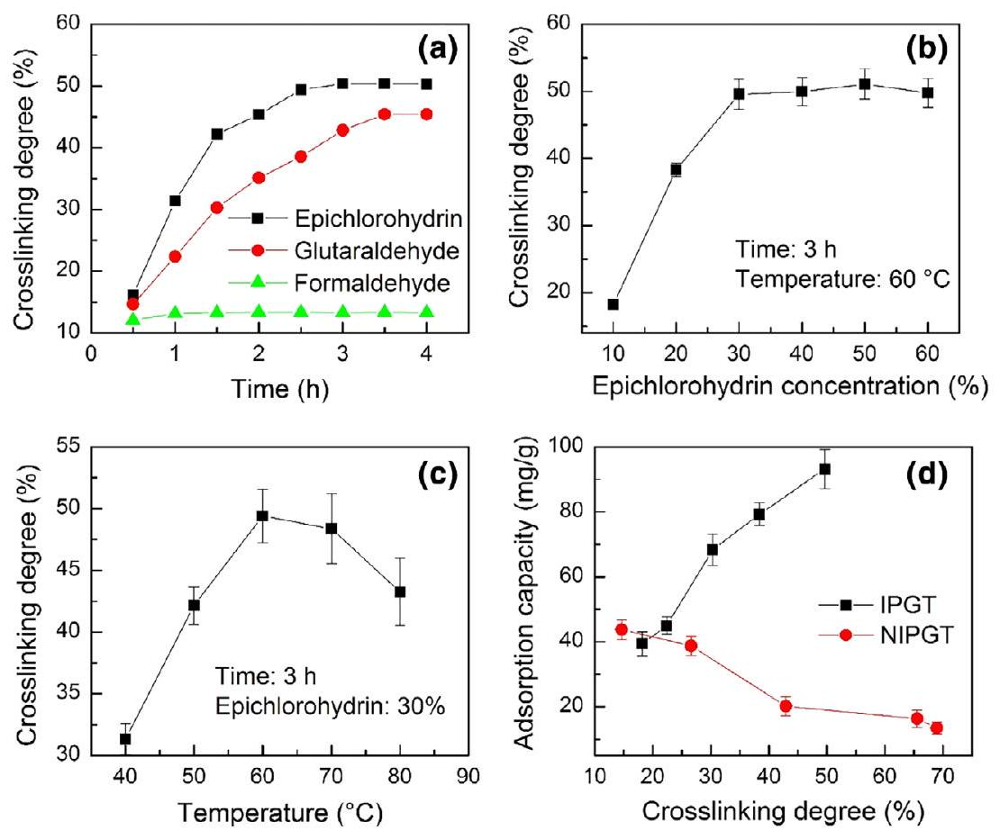 (a)
Crosslinking degree (%)
60
50
40
30
20
10
Epichlorohydrin
Glutaraldehyde
Formaldehyde
0 1 2 3 4
Time (h)
(b)
Crosslinking degree (%)
60
50
40
30
20
Time: 3 h
Temperature: 60 °C
10 20 30 40 50 60
Epichlorohydrin concentration (%)
(c)
Crosslinking degree (%)
55
50
45
40
35
30
Time: 3 h
Epichlorohydrin: 30%
40 50 60 70 80 90
Temperature (°C)
(d)
Adsorption capacity (mg/g)
100
80
60
40
20
IPGT
NIPGT
10 20 30 40 50 60 70
Crosslinking degree (%)